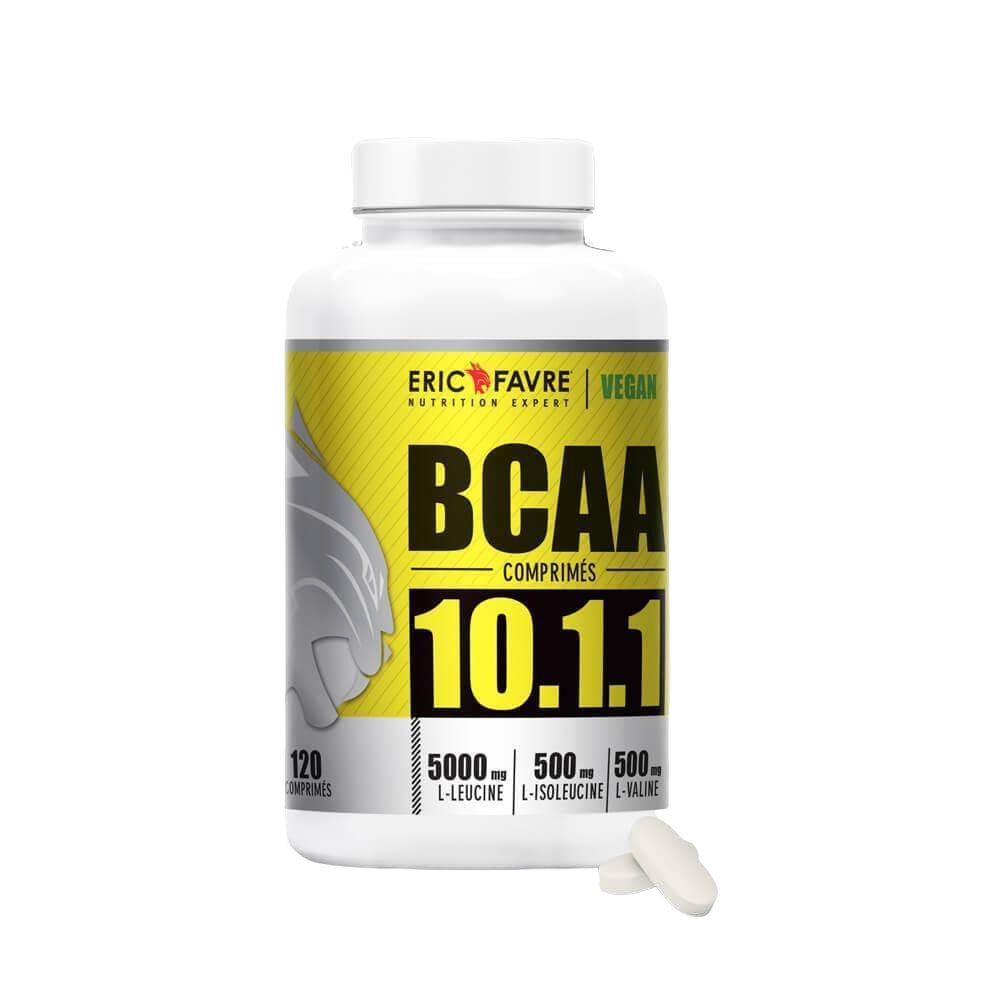 ERIC FAVRE | VEGAN
NUTRITION EXPERT
BCAA
COMPRIMÉS
10.1.1
120
COMPRIMÉS
5000 mg
L-LEUCINE
500 mg
L-ISOLEUCINE
500 mg
L-VALINE